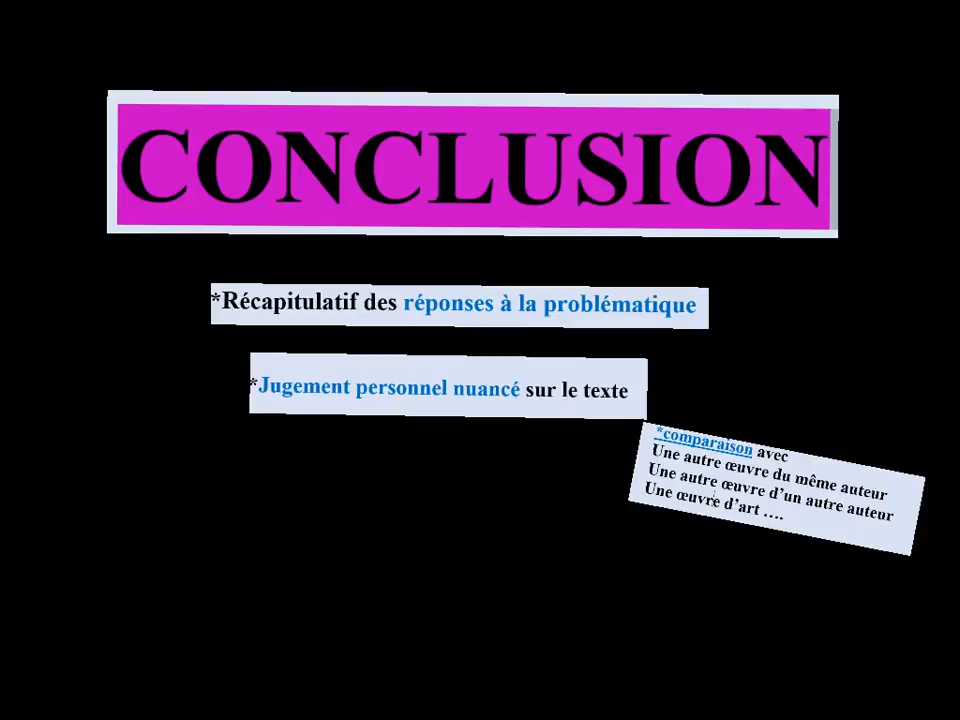 CONCLUSION
*Récapitulatif des réponses à la problématique
*Jugement personnel nuancé sur le texte
*comparaison avec
Une autre œuvre du même auteur
Une autre œuvre d’un autre auteur
Une œuvre d’art ….